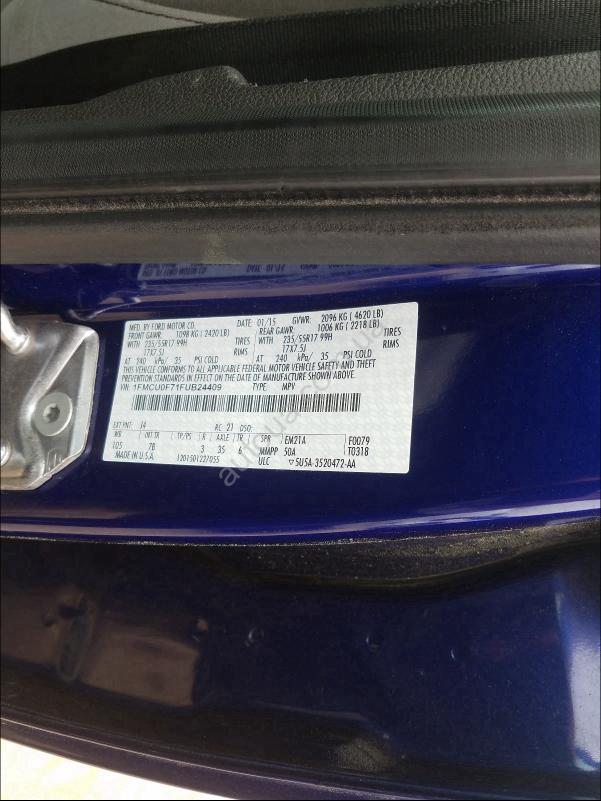 MFD. BY FORD MOTOR CO.
DATE: 01/15 GVWR: 2096 KG ( 4620 LB )
FRONT GAWR: 1098 KG ( 2420 LB ) REAR GAWR: 1006 KG ( 2218 LB )
WITH 235/55R17 99H TIRES WITH 235/55R17 99H TIRES
17X7.5J RIMS 17X7.5J RIMS
AT 240 kPa/ 35 PSI COLD AT 240 kPa/ 35 PSI COLD
THIS VEHICLE CONFORMS TO ALL APPLICABLE FEDERAL MOTOR VEHICLE SAFETY AND THEFT
PREVENTION STANDARDS IN EFFECT ON THE DATE OF MANUFACTURE SHOWN ABOVE.
VIN: 1FMCU0F71FUB24409 TYPE MPV
EXT PNT: J4 RC: 21 DSO:
WB INT TR TP/PS R AXLE TR SPR EM21A F0079
105 7B 3 35 6 MMPP 50A T0318
MADE IN U.S.A. 1201501227055 ULC 5U5A-3520472-AA